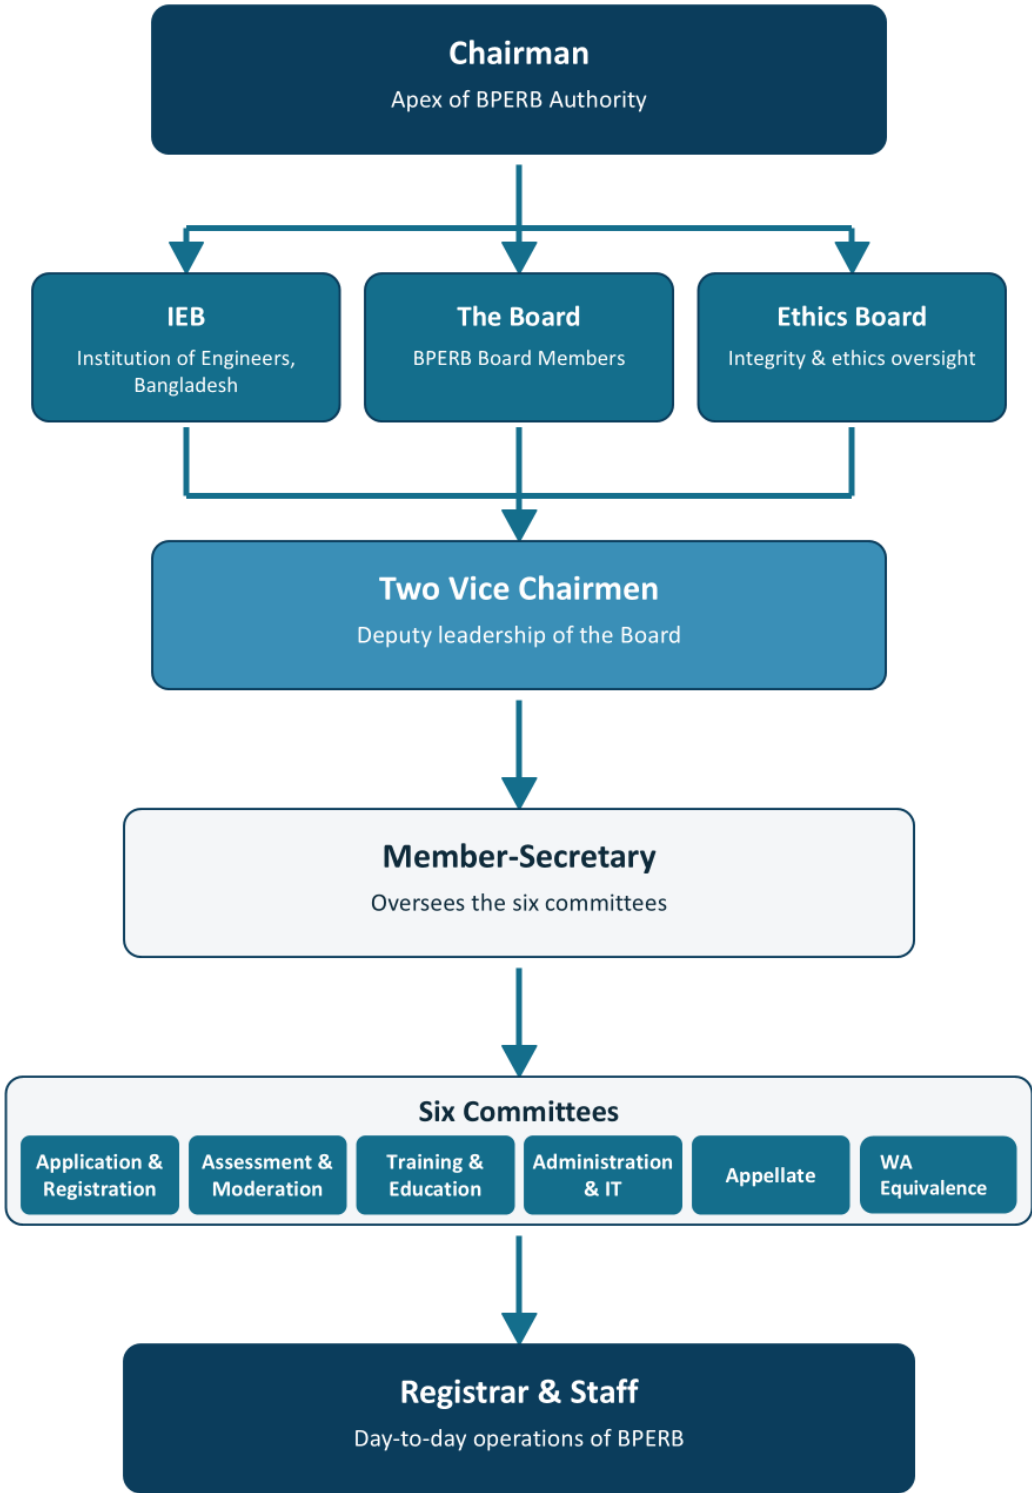 Chairman
Apex of BPERB Authority
IEB
Institution of Engineers,
Bangladesh
The Board
BPERB Board Members
Ethics Board
Integrity & ethics oversight
Two Vice Chairmen
Deputy leadership of the Board
Member-Secretary
Oversees the six committees
Six Committees
Application &
Registration
Assessment &
Moderation
Training &
Education
Administration
& IT
Appellate
WA
Equivalence
Registrar & Staff
Day-to-day operations of BPERB